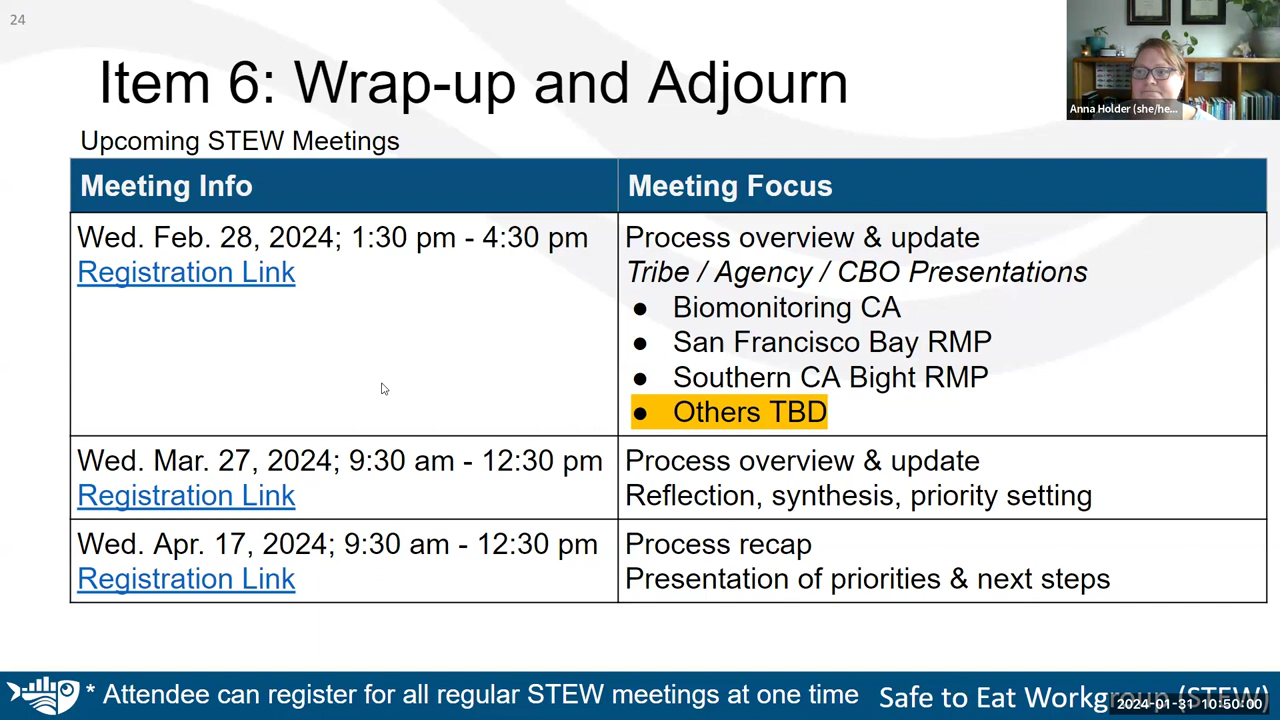 24
Item 6: Wrap-up and Adjourn
Anna Holder (she/he...
Upcoming STEW Meetings
Meeting Info
Meeting Focus
Wed. Feb. 28, 2024; 1:30 pm - 4:30 pm
Registration Link
Process overview & update
Tribe / Agency / CBO Presentations
● Biomonitoring CA
● San Francisco Bay RMP
● Southern CA Bight RMP
● Others TBD
Wed. Mar. 27, 2024; 9:30 am - 12:30 pm
Registration Link
Process overview & update
Reflection, synthesis, priority setting
Wed. Apr. 17, 2024; 9:30 am - 12:30 pm
Registration Link
Process recap
Presentation of priorities & next steps
* Attendee can register for all regular STEW meetings at one time
Safe to Eat Workgroup (STEW)
2024-01-31 10:50:00